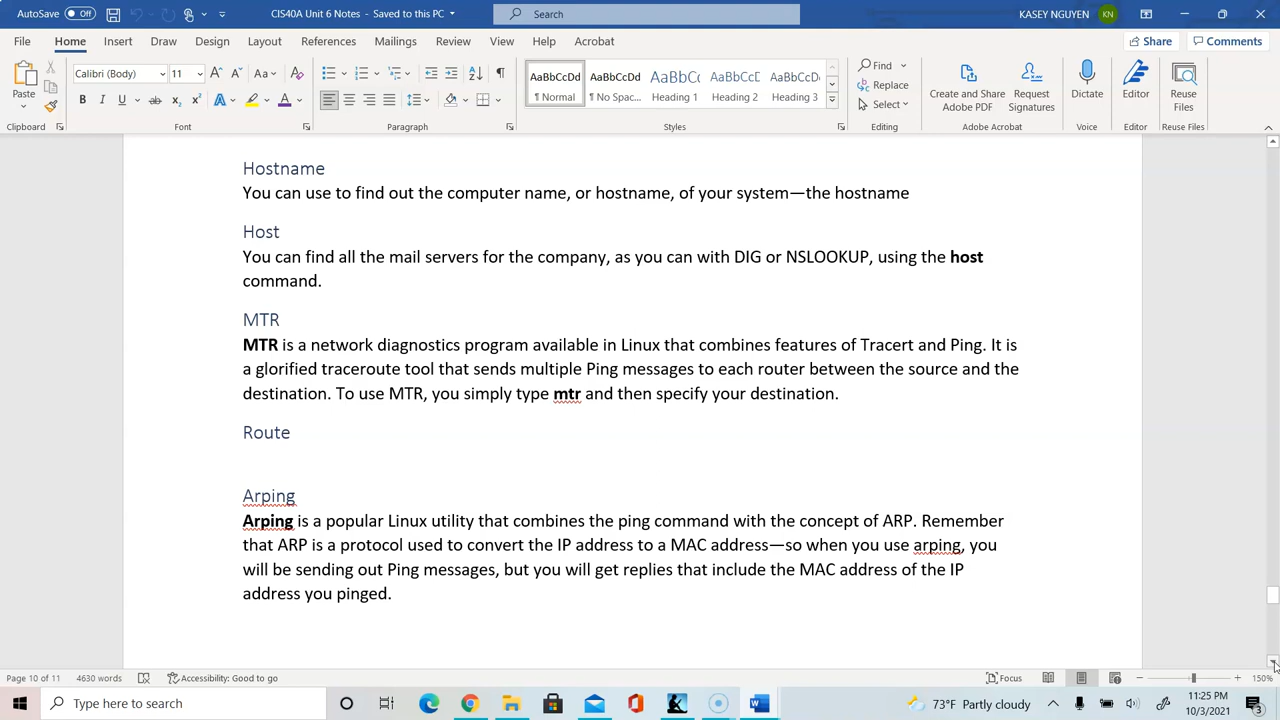 AutoSave Off CIS40A Unit 6 Notes - Saved to this PC Search KASEY NGUYEN KN
File Home Insert Draw Design Layout References Mailings Review View Help Acrobat Share Comments
Paste Calibri (Body) 11 Aa AaBbCcDd AaBbCcDd AaBbCc AaBbCcD AaBbCcD Find Create and Share Request Dictate Editor Reuse
B I U ab x₂ x² A A ¶ Normal ¶ No Spac... Heading 1 Heading 2 Heading 3 Replace Adobe PDF Signatures Files
Select
Clipboard Font Paragraph Styles Editing Adobe Acrobat Voice Editor Reuse Files
Hostname
You can use to find out the computer name, or hostname, of your system—the hostname
Host
You can find all the mail servers for the company, as you can with DIG or NSLOOKUP, using the host
command.
MTR
MTR is a network diagnostics program available in Linux that combines features of Tracert and Ping. It is
a glorified traceroute tool that sends multiple Ping messages to each router between the source and the
destination. To use MTR, you simply type mtr and then specify your destination.
Route
Arping
Arping is a popular Linux utility that combines the ping command with the concept of ARP. Remember
that ARP is a protocol used to convert the IP address to a MAC address—so when you use arping, you
will be sending out Ping messages, but you will get replies that include the MAC address of the IP
address you pinged.
Page 10 of 11 4630 words Accessibility: Good to go Focus 150%
Type here to search 73°F Partly cloudy 11:25 PM
10/3/2021 3